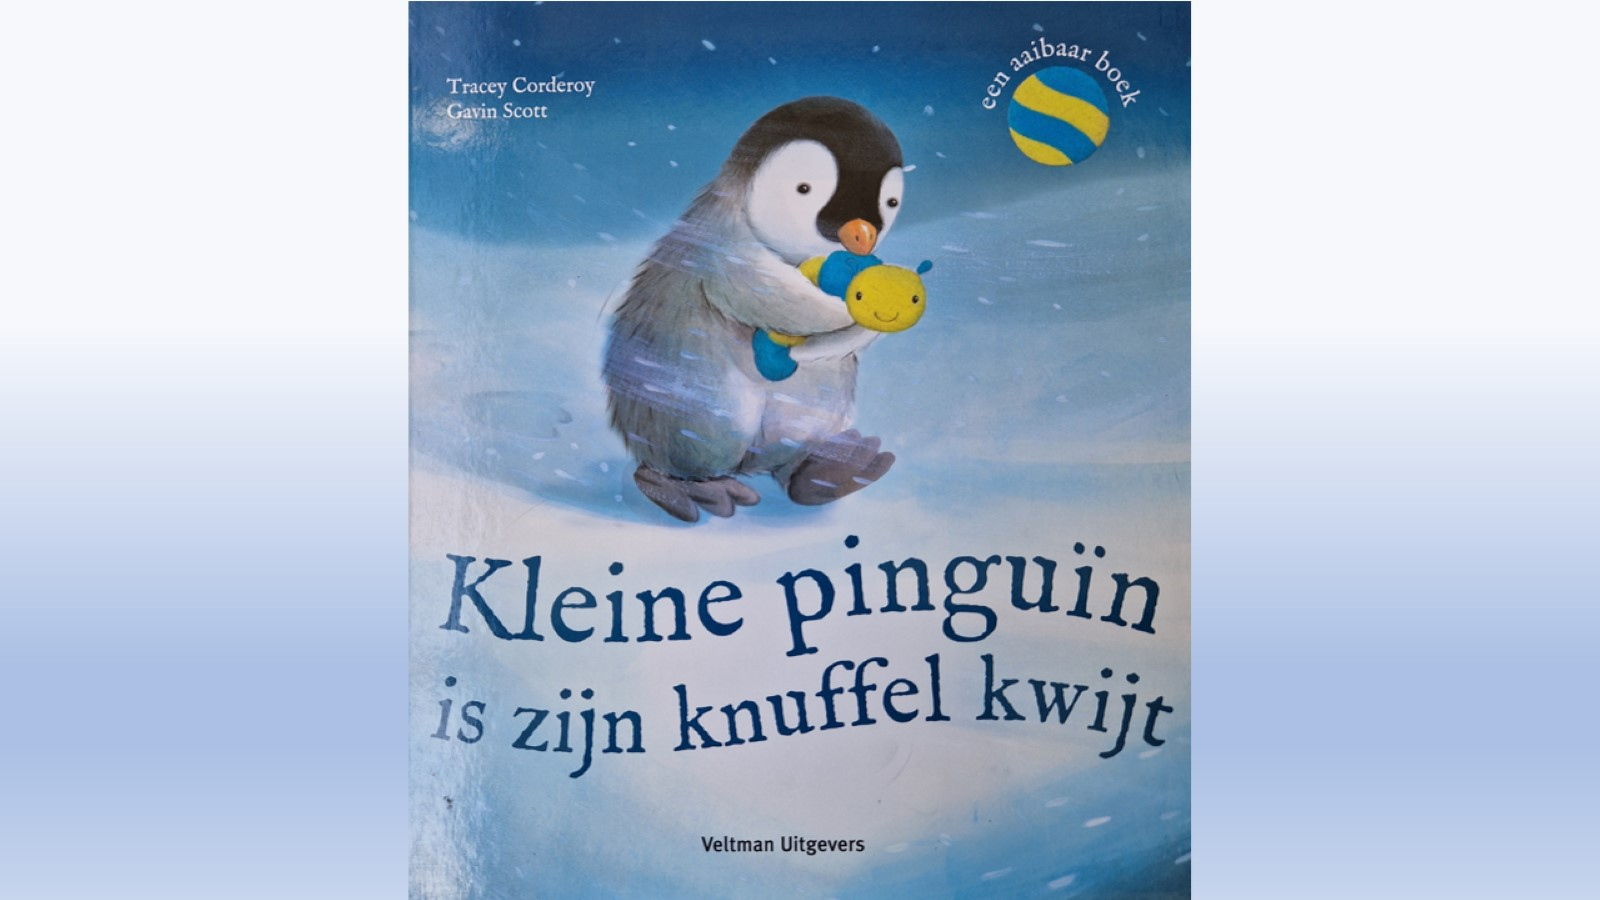 Tracey Corderoy
Gavin Scott
een aaibaar boek
Kleine pinguïn
is zijn knuffel kwijt
Veltman Uitgevers